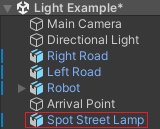 Light Example*
Main Camera
Directional Light
Right Road
Left Road
Robot
Arrival Point
Spot Street Lamp